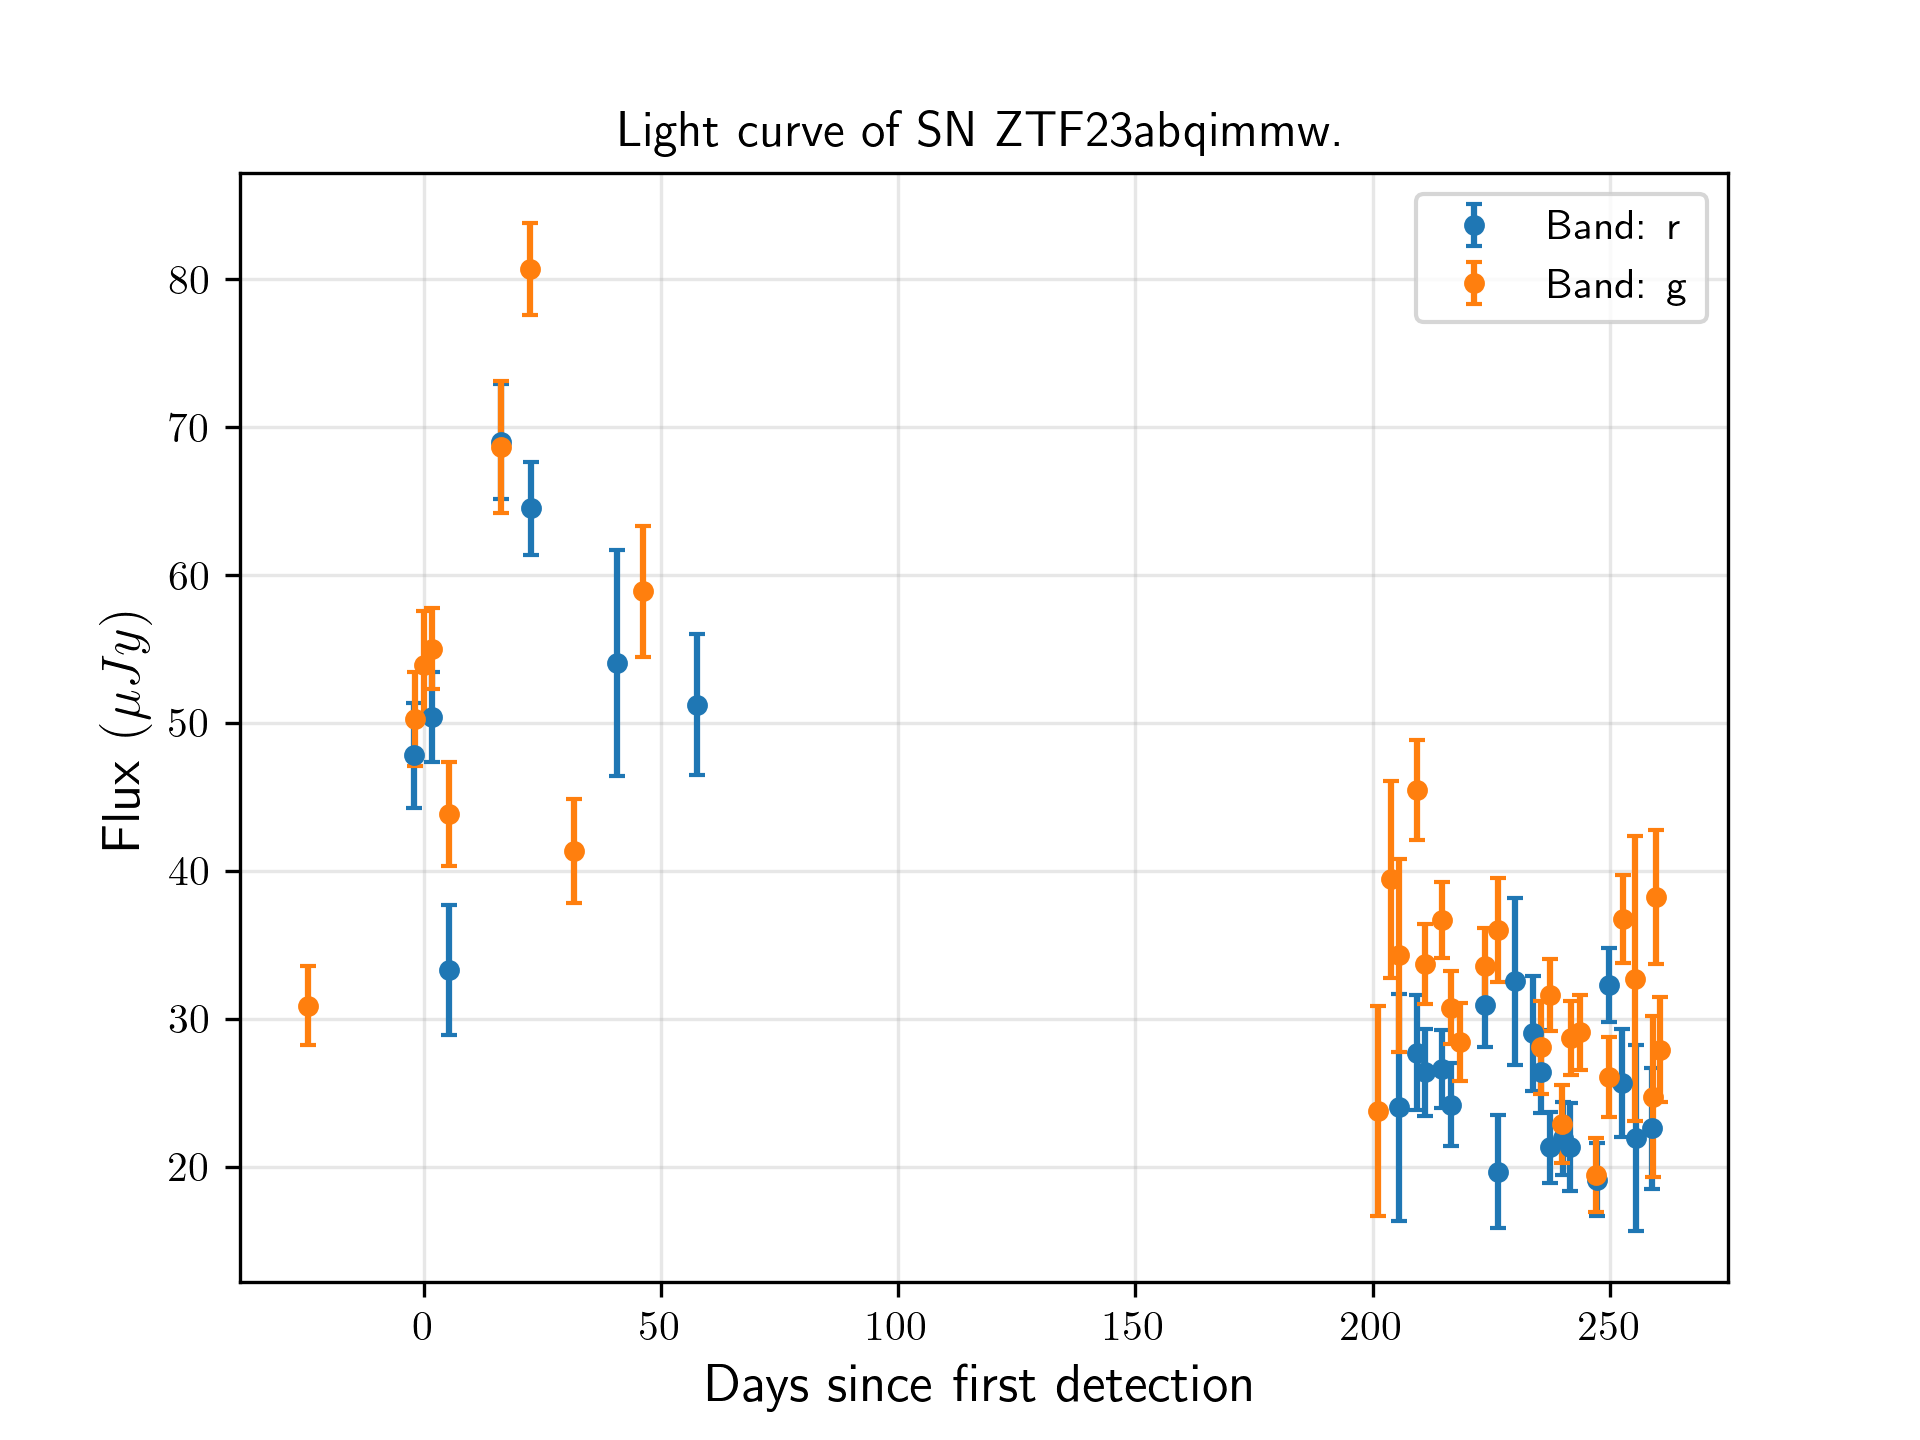 Light curve of SN ZTF23abqimmw.
Band: r
Band: g
80
70
60
50
40
30
20
Flux (μJy)
0 50 100 150 200 250
Days since first detection